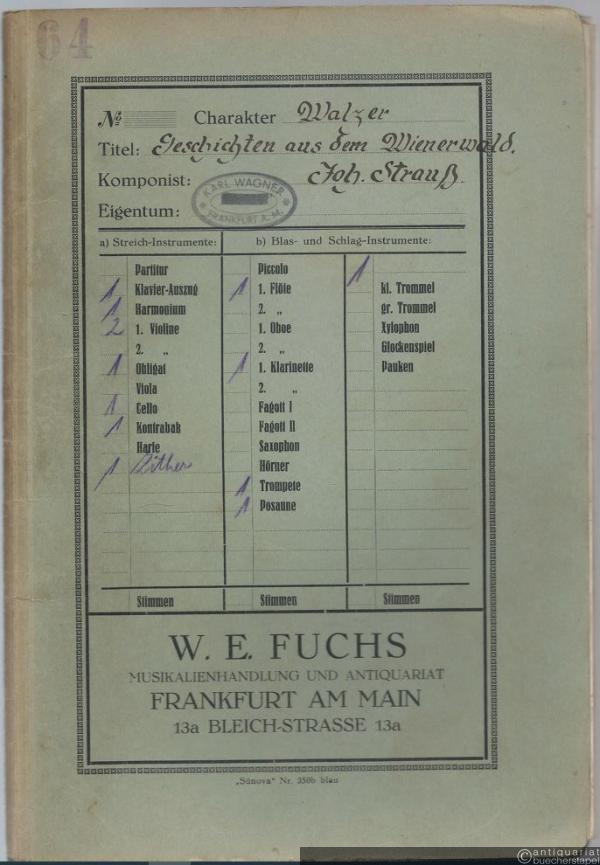 64
No Charakter Walzer
Titel: Geschichten aus dem Wienerwald.
Komponist: Joh. Strauß.
Eigentum:
KARL WAGNER
FRANKFURT A. M.
a) Streich-Instrumente: b) Blas- und Schlag-Instrumente:
Partitur
1 Klavier-Auszug
1 Harmonium
2 1. Violine
2. „
1 Obligat
Viola
1 Cello
1 Kontrabaß
Harfe
1 Zither
Stimmen
Piccolo
1 1. Flöte
2. „
1. Oboe
2. „
1 1. Klarinette
2. „
Fagott I
Fagott II
Saxophon
Hörner
1 Trompete
1 Posaune
Stimmen
1
kl. Trommel
gr. Trommel
Xylophon
Glockenspiel
Pauken
Stimmen
W. E. FUCHS
MUSIKALIENHANDLUNG UND ANTIQUARIAT
FRANKFURT AM MAIN
13a BLEICH-STRASSE 13a
„Sünova" Nr. 350b blau
antiquariat
buecherstapel